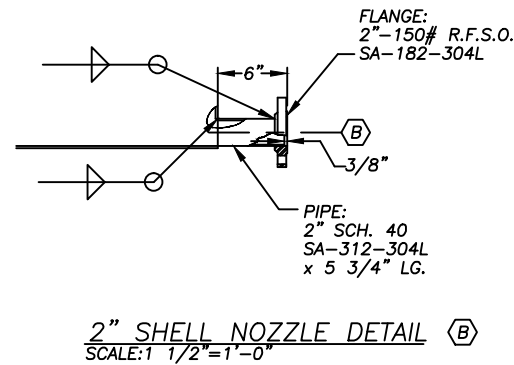 FLANGE:
2"-150# R.F.S.O.
SA-182-304L
6"
B
3/8"
PIPE:
2" SCH. 40
SA-312-304L
x 5 3/4" LG.
2" SHELL NOZZLE DETAIL B
SCALE:1 1/2"=1'-0"